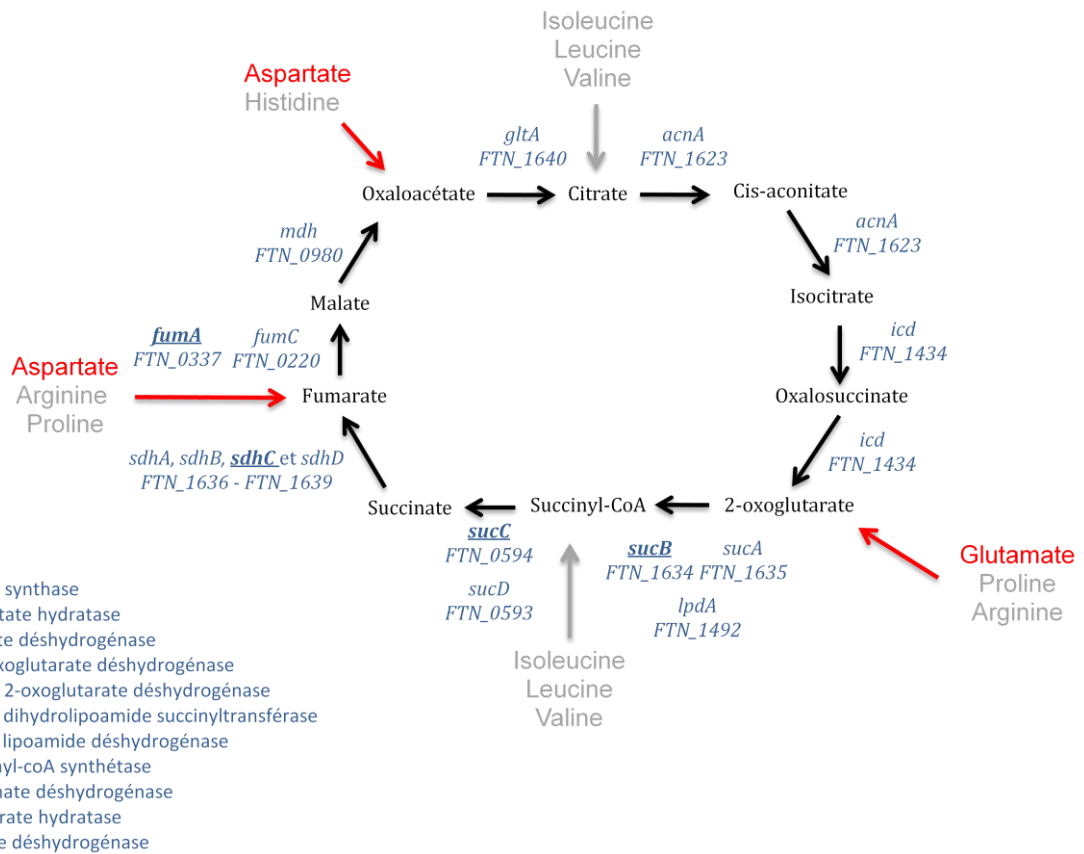 Isoleucine
Leucine
Valine
Aspartate
Histidine
gltA
FTN_1640
acnA
FTN_1623
Oxaloacétate
Citrate
Cis-aconitate
mdh
FTN_0980
acnA
FTN_1623
Malate
Isocitrate
fumA
FTN_0337
fumC
FTN_0220
icd
FTN_1434
Aspartate
Arginine
Proline
Fumarate
Oxalosuccinate
sdhA, sdhB, sdhC et sdhD
FTN_1636 - FTN_1639
icd
FTN_1434
Succinate
Succinyl-CoA
2-oxoglutarate
sucC
FTN_0594
sucD
FTN_0593
sucB
FTN_1634
sucA
FTN_1635
lpdA
FTN_1492
Glutamate
Proline
Arginine
Isoleucine
Leucine
Valine
synthase
tate hydratase
te déshydrogénase
xoglutarate déshydrogénase
2-oxoglutarate déshydrogénase
dihydrolipoamide succinyltransférase
lipoamide déshydrogénase
nyl-coA synthétase
nate déshydrogénase
rate hydratase
e déshydrogénase